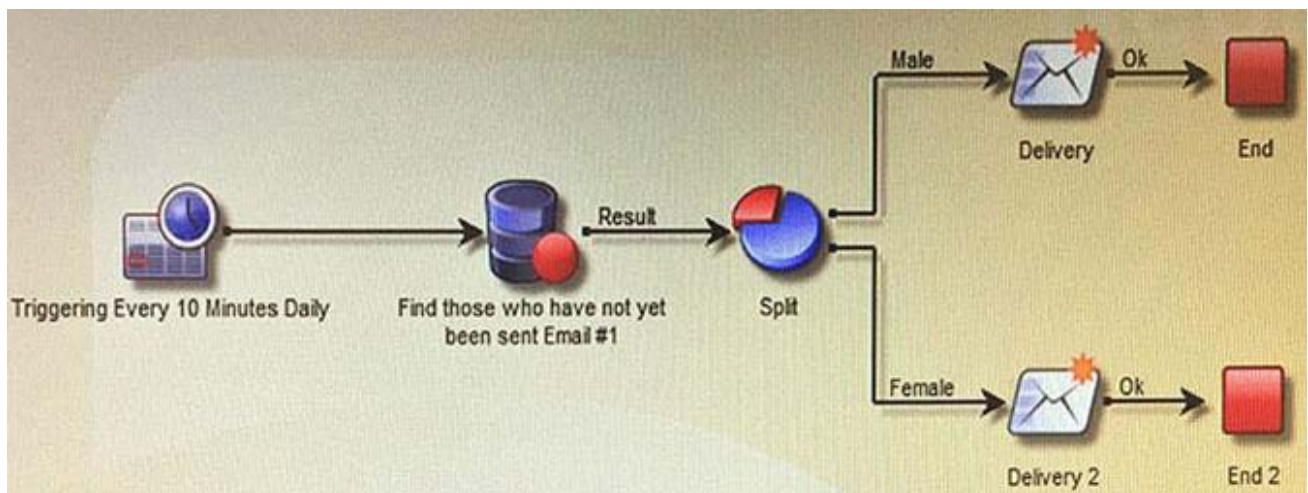 Male
Ok
Delivery
End
Result
Triggering Every 10 Minutes Daily
Find those who have not yet
been sent Email #1
Split
Female
Ok
Delivery 2
End 2